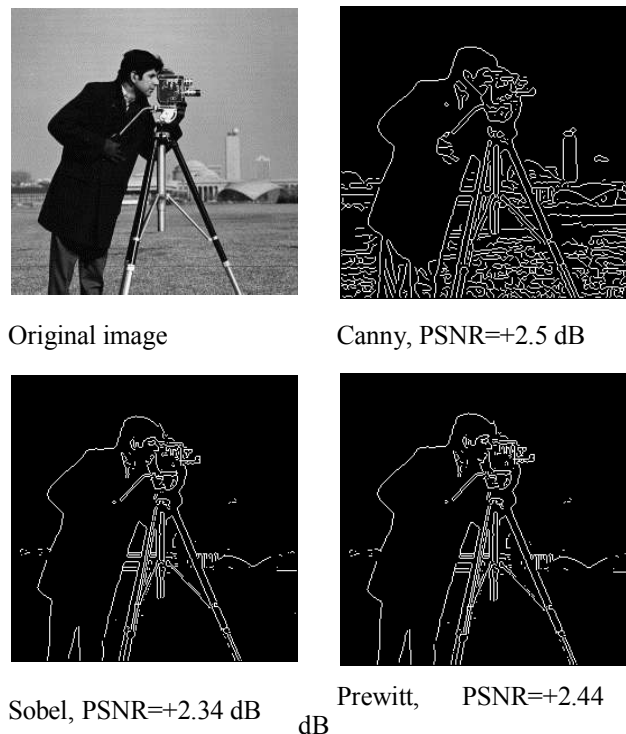 Original image
Canny, PSNR=+2.5 dB
Sobel, PSNR=+2.34 dB
Prewitt, PSNR=+2.44
dB